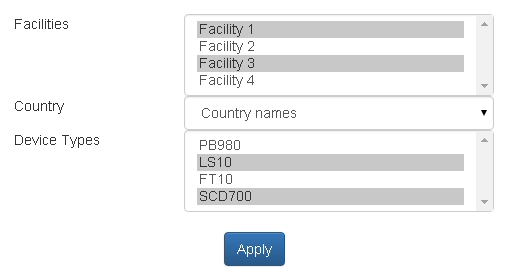 Facilities
Facility 1
Facility 2
Facility 3
Facility 4
Country
Country names
Device Types
PB980
LS10
FT10
SCD700
Apply